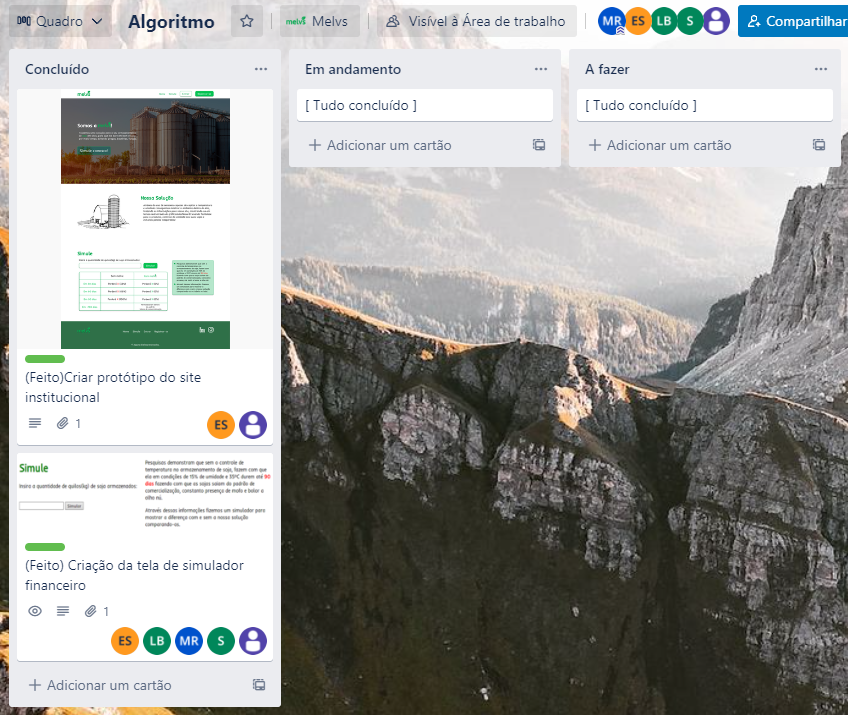 Quadro
Algoritmo
melvs Melvs
Visível à Área de trabalho
MR ES LB S
Compartilhar
Concluído
Em andamento
[ Tudo concluído ]
Adicionar um cartão
A fazer
[ Tudo concluído ]
Adicionar um cartão
melvs
Somos a melvs!
Nossa Solução
Simule
(Feito)Criar protótipo do site
institucional
1
ES
Simule
Insira a quantidade de quilos(kg) de soja armazenados:
Simular
Pesquisas demonstram que sem o controle de
temperatura no armazenamento de soja, fazem com que
ela em condições de 15% de umidade e 35°C durem até 90
dias fazendo com que as sojas saiam do padrão de
comercialização, constando presença de mofo e bolor a
olho nú.
Através dessas informações fizemos um simulador para
mostrar a diferença com e sem a nossa solução
comparando-os.
(Feito) Criação da tela de simulador
financeiro
1
ES LB MR S
Adicionar um cartão